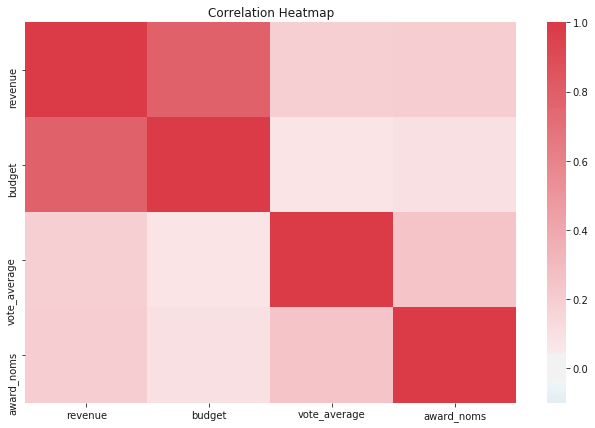 Correlation Heatmap
revenue
budget
vote_average
award_noms
revenue budget vote_average award_noms
1.0
0.8
0.6
0.4
0.2
0.0